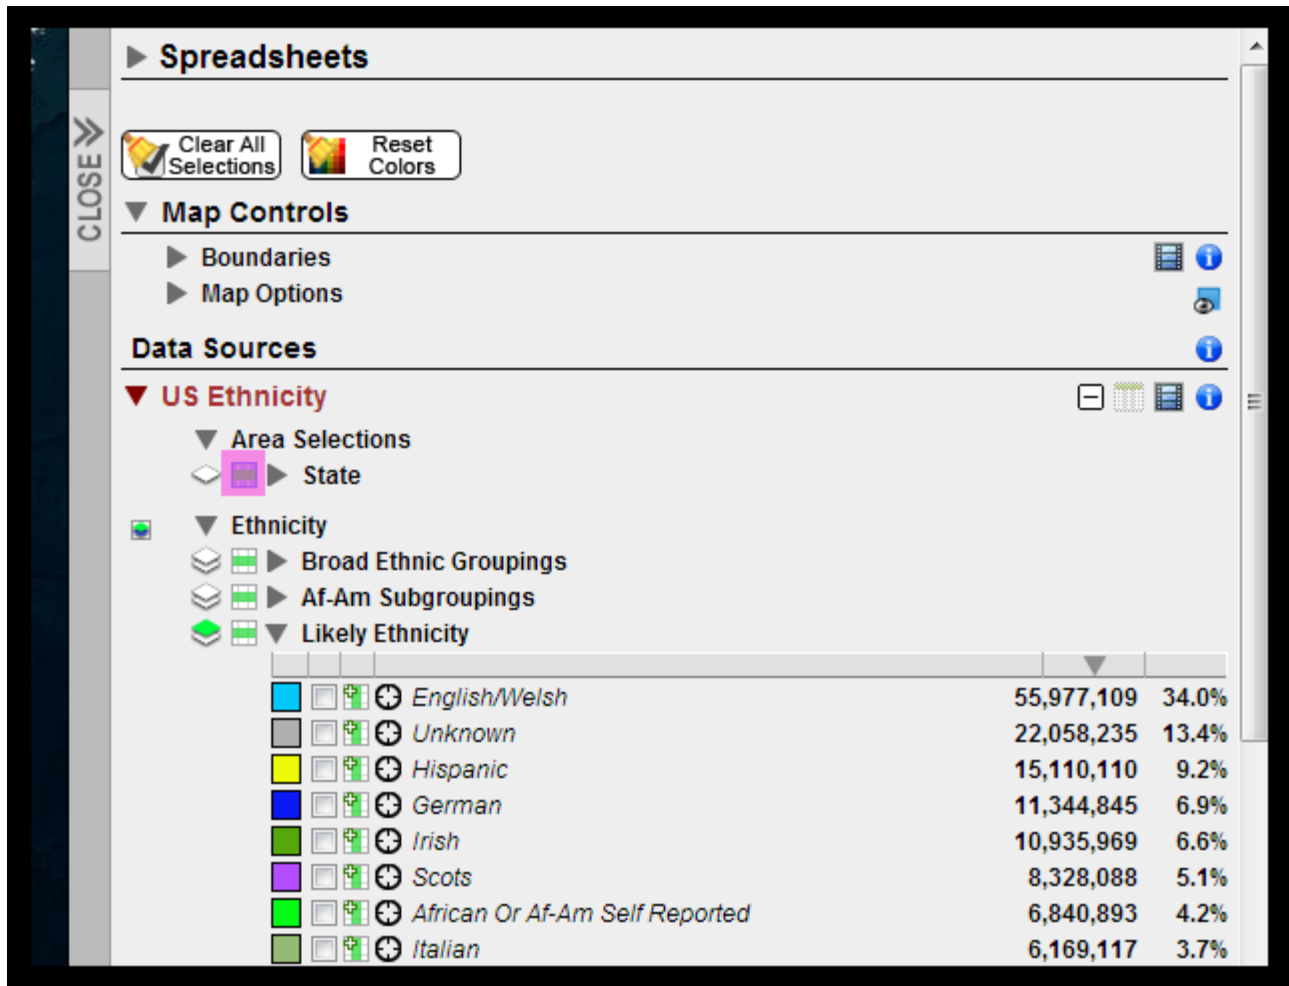 Spreadsheets
CLOSE
Clear All
Selections
Reset
Colors
Map Controls
Boundaries
Map Options
Data Sources
US Ethnicity
Area Selections
State
Ethnicity
Broad Ethnic Groupings
Af-Am Subgroupings
Likely Ethnicity
English/Welsh 55,977,109 34.0%
Unknown 22,058,235 13.4%
Hispanic 15,110,110 9.2%
German 11,344,845 6.9%
Irish 10,935,969 6.6%
Scots 8,328,088 5.1%
African Or Af-Am Self Reported 6,840,893 4.2%
Italian 6,169,117 3.7%